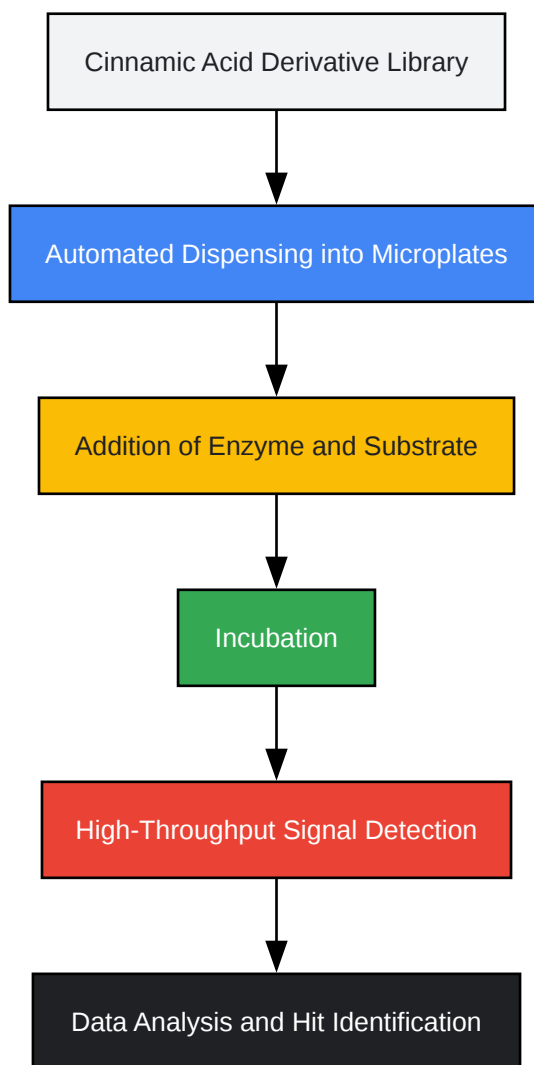 Cinnamic Acid Derivative Library
Automated Dispensing into Microplates
Addition of Enzyme and Substrate
Incubation
High-Throughput Signal Detection
Data Analysis and Hit Identification